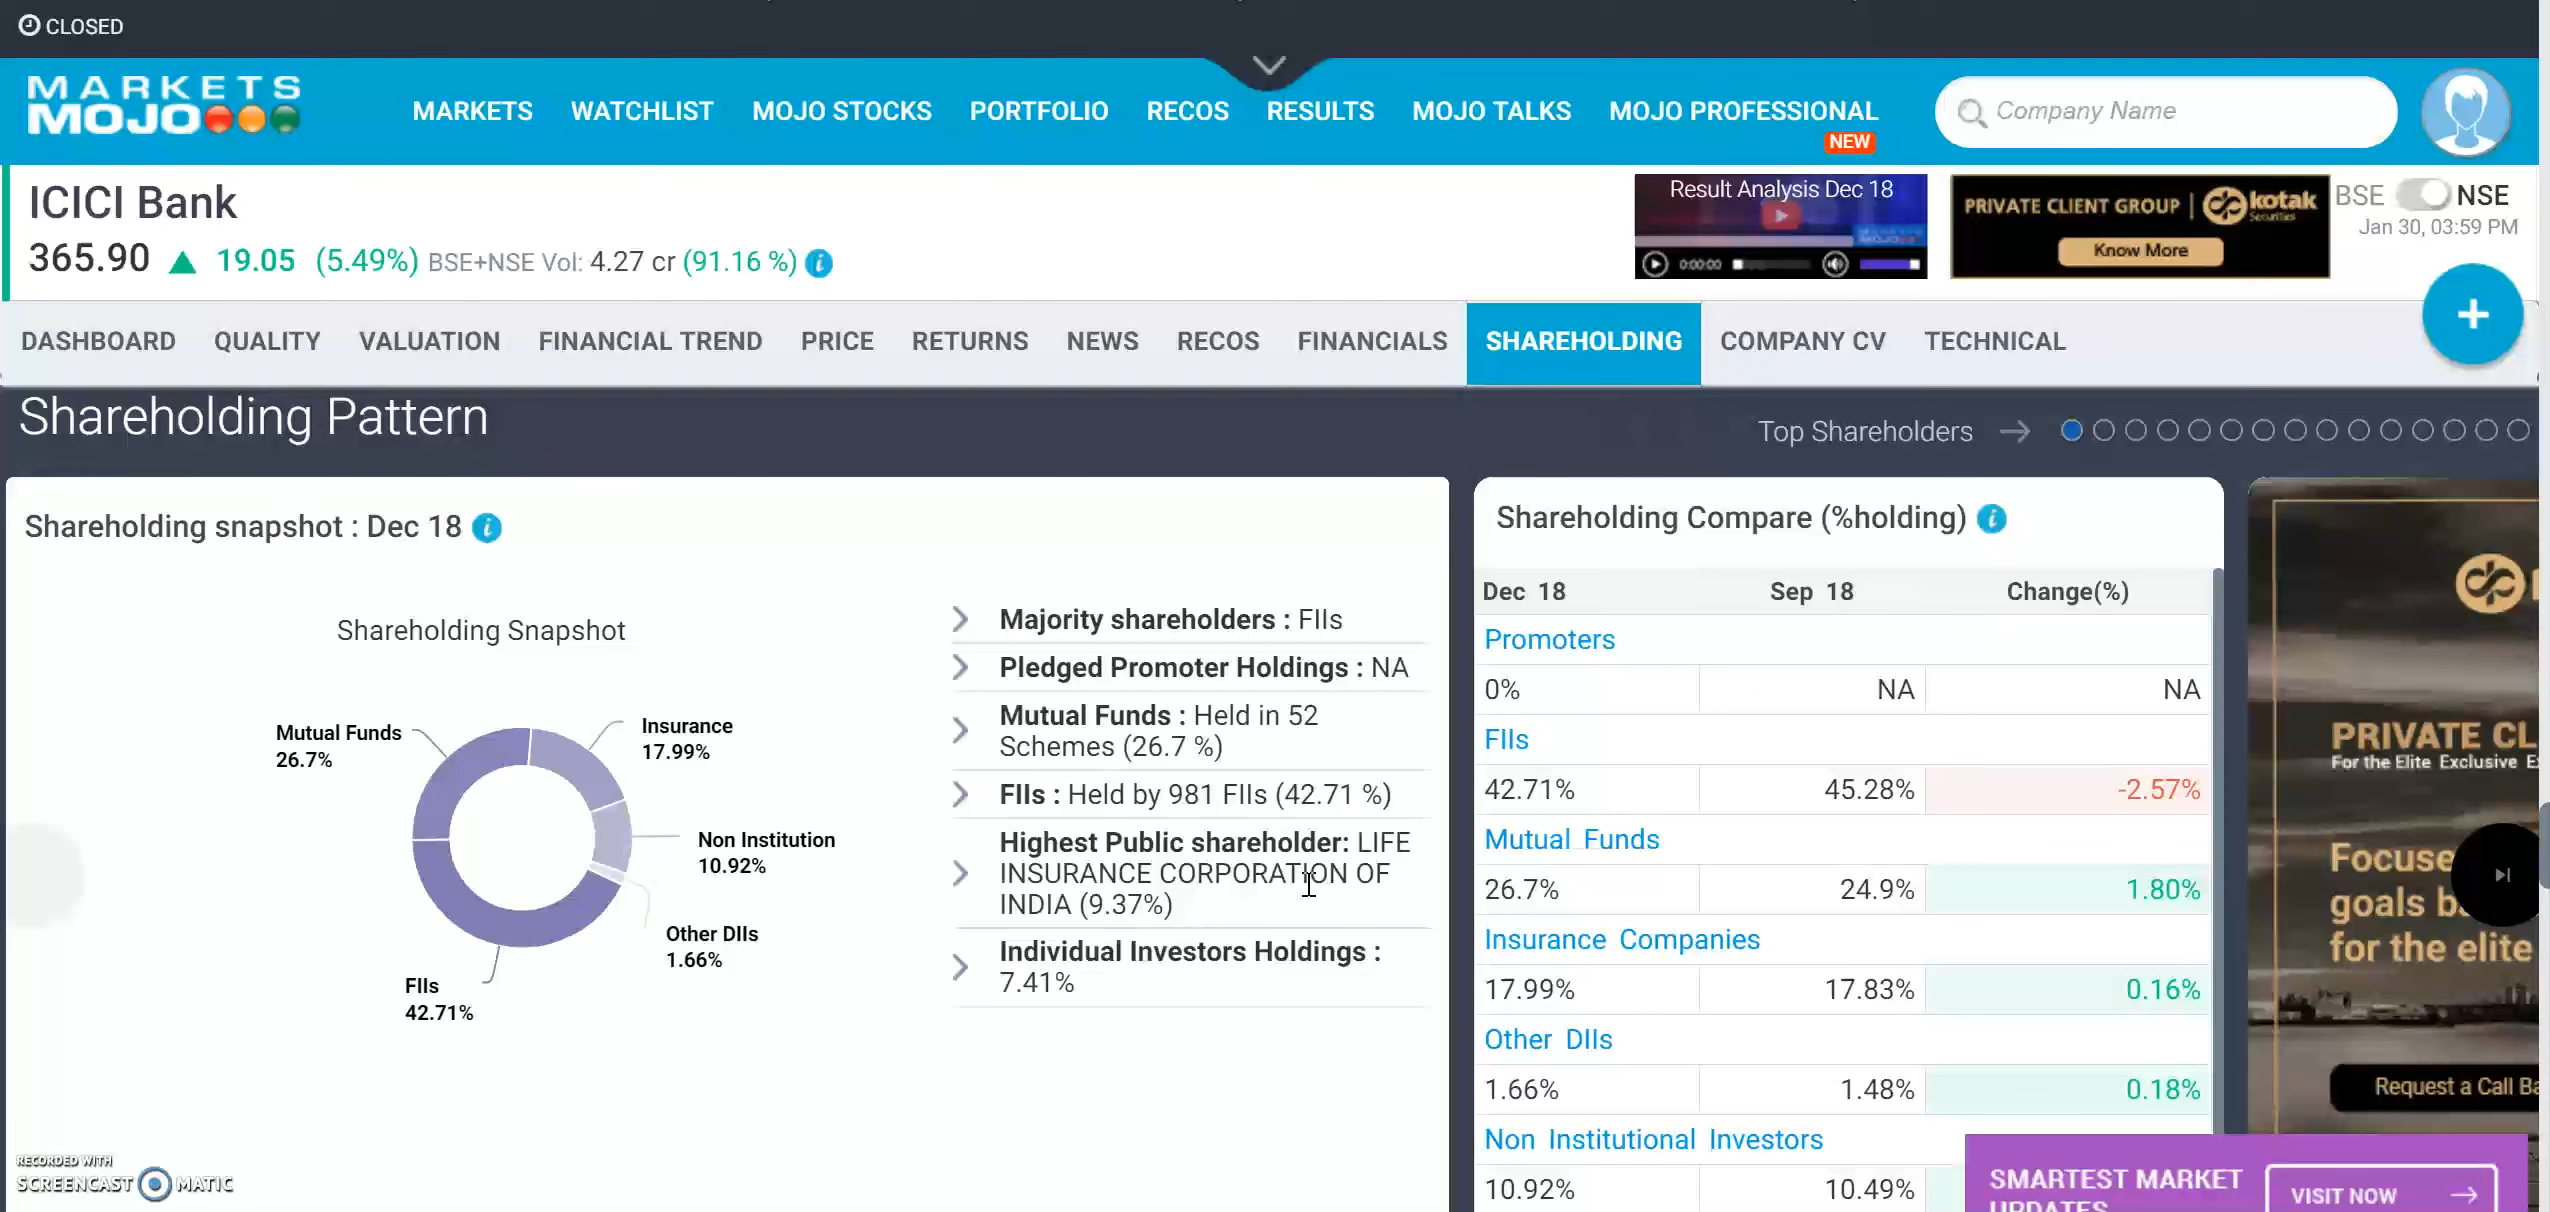 CLOSED
MARKETS
MOJO
MARKETS WATCHLIST MOJO STOCKS PORTFOLIO RECOS RESULTS MOJO TALKS MOJO PROFESSIONAL
NEW
Company Name
ICICI Bank
365.90 19.05 (5.49%) BSE+NSE Vol: 4.27 cr (91.16 %)
Result Analysis Dec 18
0:00:00
PRIVATE CLIENT GROUP | kotak
Securities
Know More
BSE NSE
Jan 30, 03:59 PM
+
DASHBOARD QUALITY VALUATION FINANCIAL TREND PRICE RETURNS NEWS RECOS FINANCIALS SHAREHOLDING COMPANY CV TECHNICAL
Shareholding Pattern
Top Shareholders
Shareholding snapshot : Dec 18
Shareholding Snapshot
Mutual Funds
26.7%
Insurance
17.99%
Non Institution
10.92%
Other DIIs
1.66%
FIIs
42.71%
Majority shareholders : FIIs
Pledged Promoter Holdings : NA
Mutual Funds : Held in 52
Schemes (26.7 %)
FIIs : Held by 981 FIIs (42.71 %)
Highest Public shareholder: LIFE
INSURANCE CORPORATION OF
INDIA (9.37%)
Individual Investors Holdings :
7.41%
Shareholding Compare (%holding)
Dec 18 Sep 18 Change(%)
Promoters
0% NA NA
FIIs
42.71% 45.28% -2.57%
Mutual Funds
26.7% 24.9% 1.80%
Insurance Companies
17.99% 17.83% 0.16%
Other DIIs
1.66% 1.48% 0.18%
Non Institutional Investors
10.92% 10.49%
PRIVATE CL
For the Elite Exclusive E
Focuse
goals b
for the elite
Request a Call Ba
SMARTEST MARKET
UPDATES
VISIT NOW
RECORDED WITH
SCREENCAST MATIC